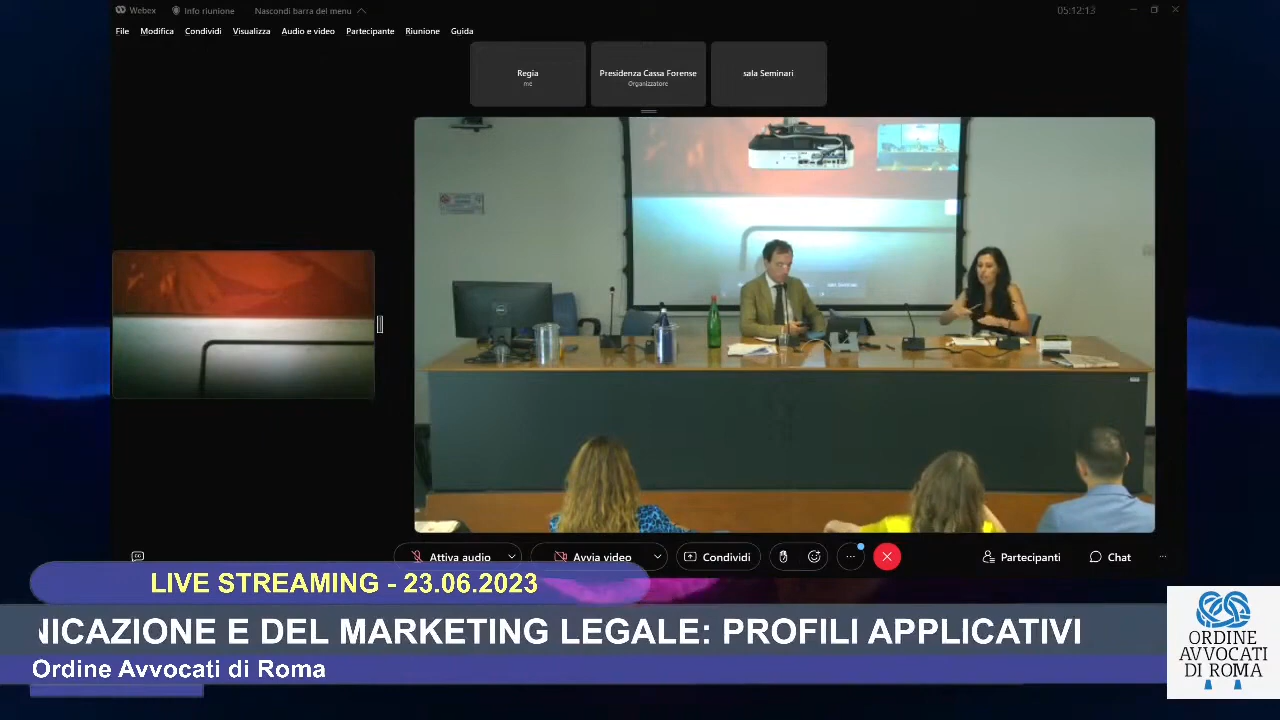 Webex
Info riunione
Nascondi barra del menu
05:12:13
File
Modifica
Condividi
Visualizza
Audio e video
Partecipante
Riunione
Guida
Regia
me
Presidenza Cassa Forense
Organizzatore
sala Seminari
DELL
Attiva audio
Avvia video
Condividi
Partecipanti
Chat
LIVE STREAMING - 23.06.2023
NICAZIONE E DEL MARKETING LEGALE: PROFILI APPLICATIVI
Ordine Avvocati di Roma
ORDINE
AVVOCATI
DI ROMA